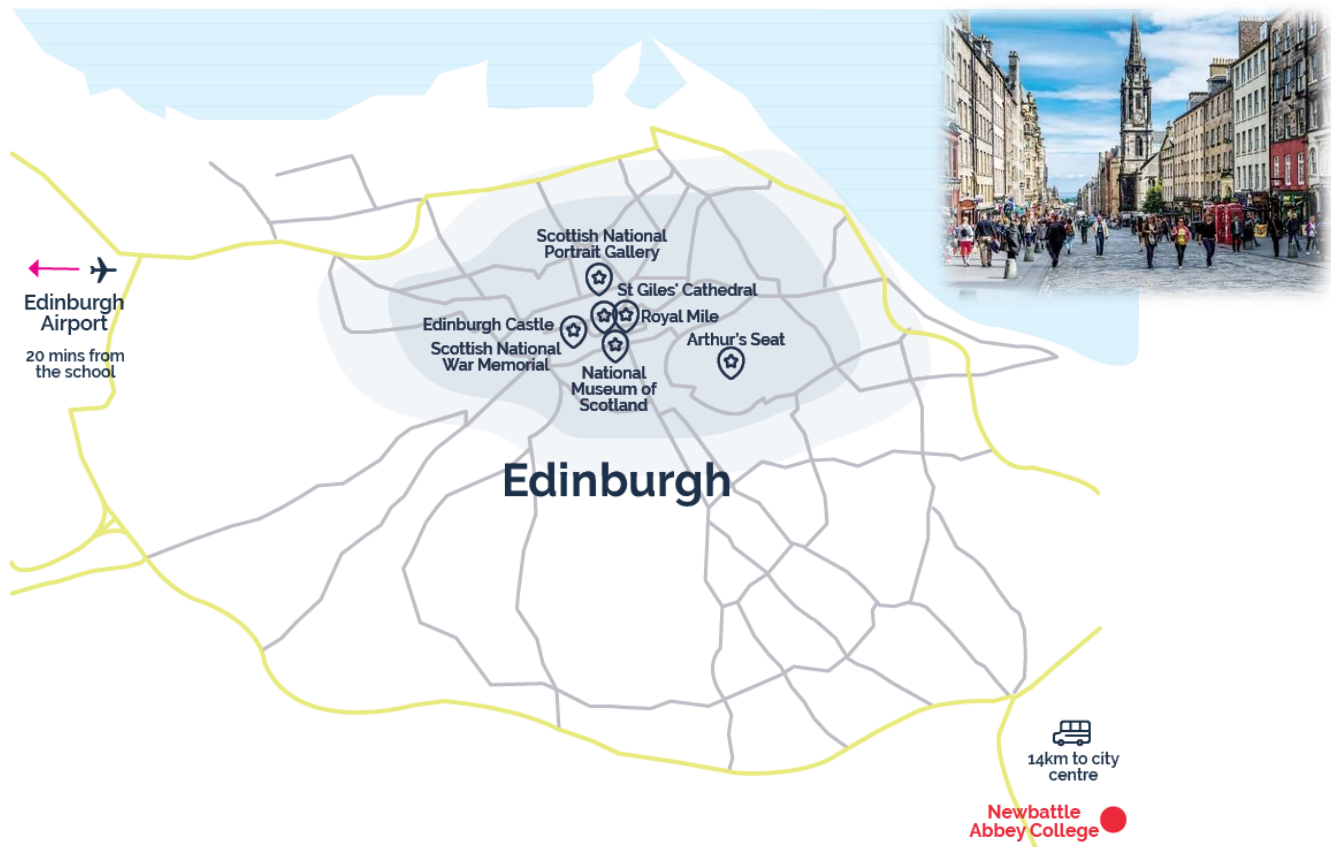 Scottish National
Portrait Gallery
St Giles' Cathedral
Royal Mile
Edinburgh Castle
Scottish National
War Memorial
Arthur's Seat
National
Museum of
Scotland
Edinburgh
Airport
20 mins from
the school
Edinburgh
14km to city
centre
Newbattle
Abbey College